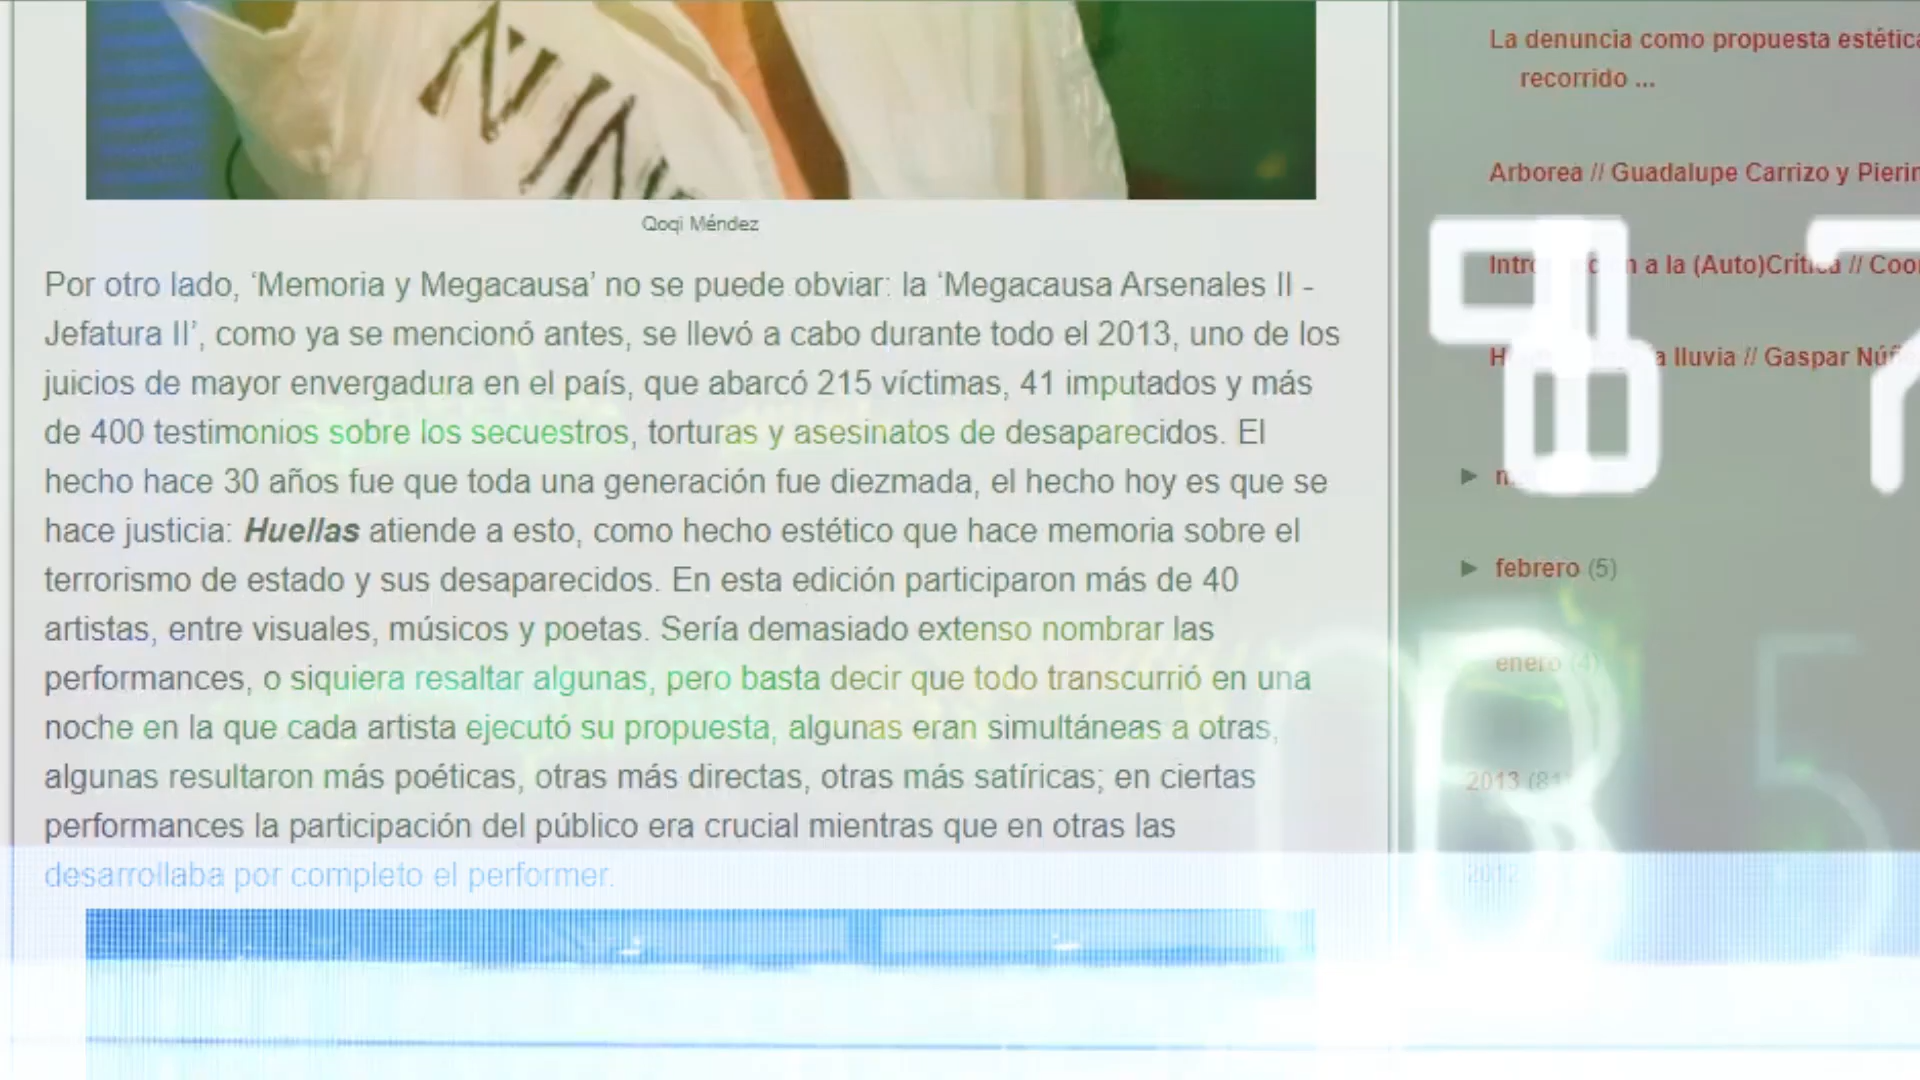 Qoqi Méndez
Por otro lado, ‘Memoria y Megacausa’ no se puede obviar: la ‘Megacausa Arsenales II -
Jefatura II’, como ya se mencionó antes, se llevó a cabo durante todo el 2013, uno de los
juicios de mayor envergadura en el país, que abarcó 215 víctimas, 41 imputados y más
de 400 testimonios sobre los secuestros, torturas y asesinatos de desaparecidos. El
hecho hace 30 años fue que toda una generación fue diezmada, el hecho hoy es que se
hace justicia: Huellas atiende a esto, como hecho estético que hace memoria sobre el
terrorismo de estado y sus desaparecidos. En esta edición participaron más de 40
artistas, entre visuales, músicos y poetas. Sería demasiado extenso nombrar las
performances, o siquiera resaltar algunas, pero basta decir que todo transcurrió en una
noche en la que cada artista ejecutó su propuesta, algunas eran simultáneas a otras,
algunas resultaron más poéticas, otras más directas, otras más satíricas; en ciertas
performances la participación del público era crucial mientras que en otras las
desarrollaba por completo el performer.
La denuncia como propuesta estética
recorrido ...
Arborea // Guadalupe Carrizo y
a la (Auto)Crítica //
a lluvia // Gaspar
febrero (5)
enero (4)
2013
2012
5